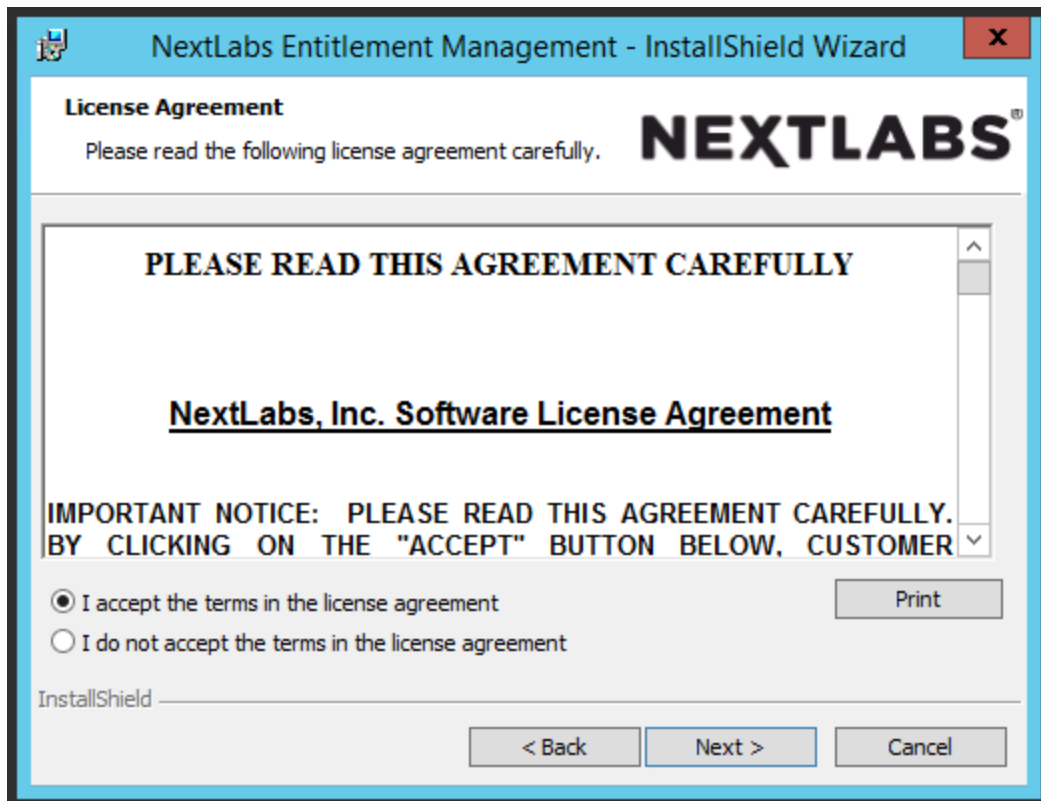 NextLabs Entitlement Management - InstallShield Wizard
x
License Agreement
Please read the following license agreement carefully.
NEXTLABS®
PLEASE READ THIS AGREEMENT CAREFULLY
NextLabs, Inc. Software License Agreement
IMPORTANT NOTICE: PLEASE READ THIS AGREEMENT CAREFULLY.
BY CLICKING ON THE "ACCEPT" BUTTON BELOW, CUSTOMER
I accept the terms in the license agreement
Print
I do not accept the terms in the license agreement
InstallShield
< Back
Next >
Cancel